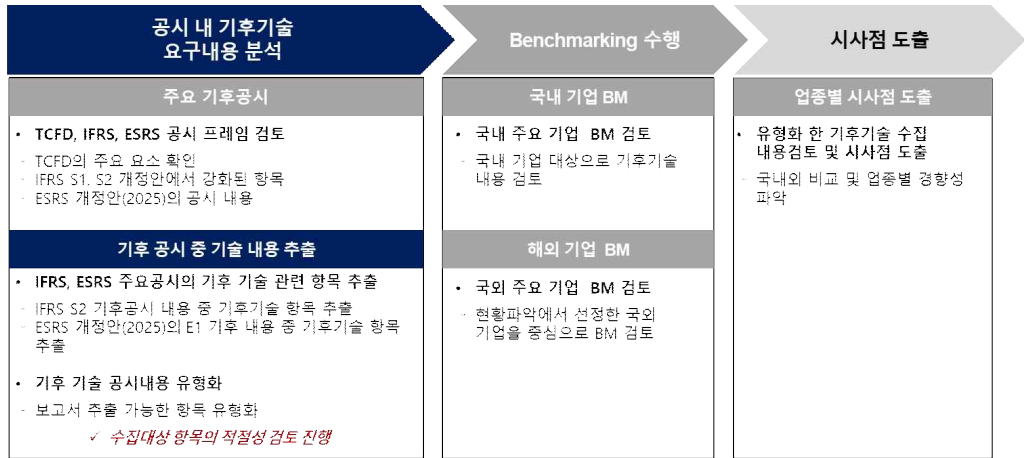 공시 내 기후기술
요구내용 분석
Benchmarking 수행
시사점 도출
주요 기후공시
• TCFD, IFRS, ESRS 공시 프레임 검토
- TCFD의 주요 요소 확인
- IFRS S1, S2 개정안에서 강화된 항목
- ESRS 개정안(2025)의 공시 내용
기후 공시 중 기술 내용 추출
• IFRS, ESRS 주요공시의 기후 기술 관련 항목 추출
- IFRS S2 기후공시 내용 중 기후기술 항목 추출
- ESRS 개정안(2025)의 E1 기후 내용 중 기후기술 항목
추출
• 기후 기술 공시내용 유형화
- 보고서 추출 가능한 항목 유형화
✓ 수집대상 항목의 적절성 검토 진행
국내 기업 BM
• 국내 주요 기업 BM 검토
- 국내 기업 대상으로 기후기술
내용 검토
해외 기업 BM
• 국외 주요 기업 BM 검토
- 현황파악에서 선정한 국외
기업을 중심으로 BM 검토
업종별 시사점 도출
• 유형화 한 기후기술 수집
내용검토 및 시사점 도출
- 국내외 비교 및 업종별 경향성
파악